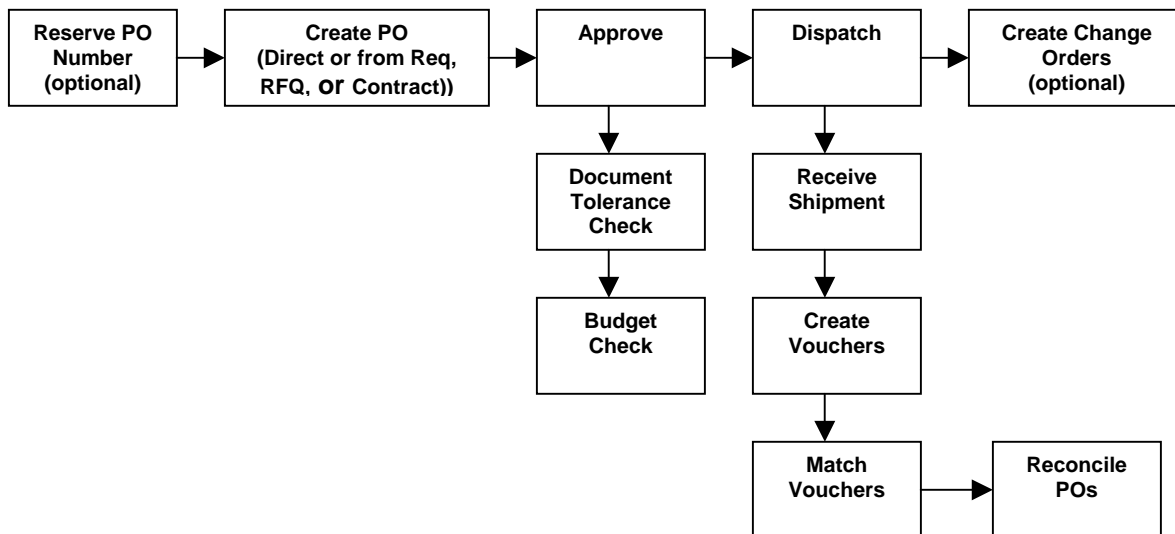 Reserve PO
Number
(optional)
Create PO
(Direct or from Req,
RFQ, or Contract))
Approve
Dispatch
Create Change
Orders
(optional)
Document
Tolerance
Check
Receive
Shipment
Budget
Check
Create
Vouchers
Match
Vouchers
Reconcile
POs